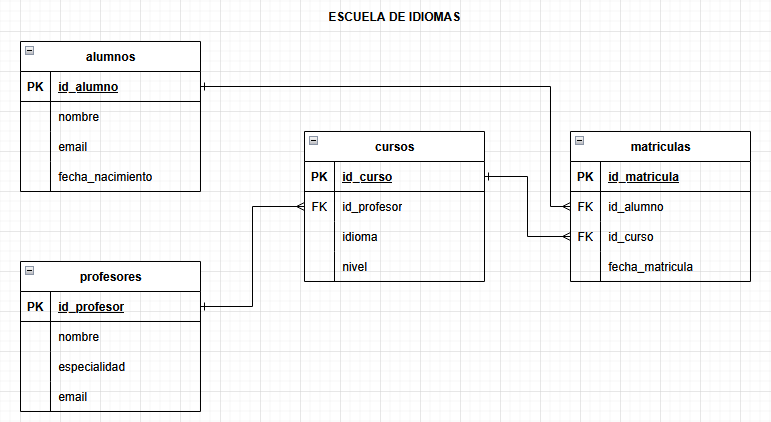 ESCUELA DE IDIOMAS
alumnos
PK id_alumno
nombre
email
fecha_nacimiento
cursos
PK id_curso
FK id_profesor
idioma
nivel
matriculas
PK id_matricula
FK id_alumno
FK id_curso
fecha_matricula
profesores
PK id_profesor
nombre
especialidad
email